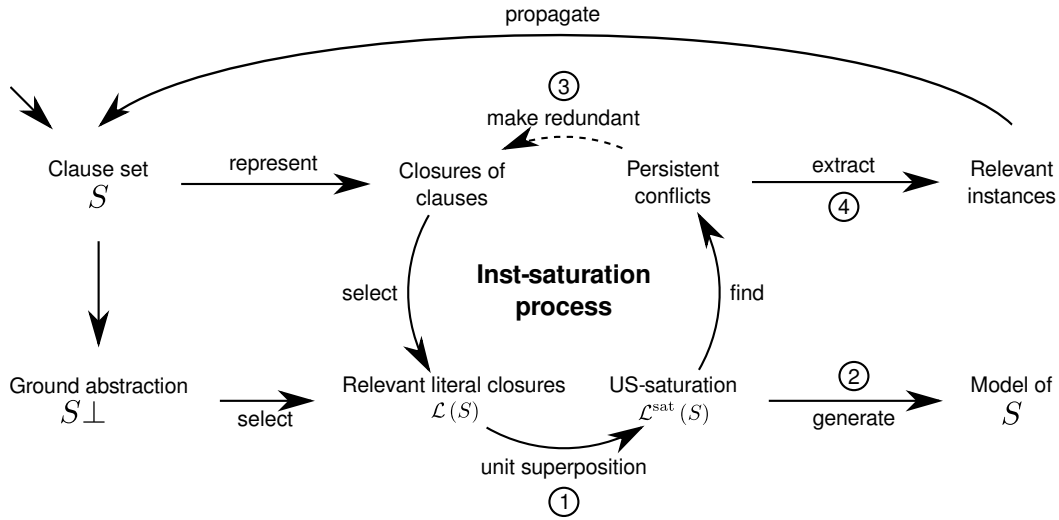 propagate
③
make redundant
Clause set
S
represent
Closures of
clauses
Persistent
conflicts
extract
④
Relevant
instances
select
Inst-saturation
process
find
Ground abstraction
S⊥
select
Relevant literal closures
𝓛(S)
US-saturation
𝓛^sat(S)
②
generate
Model of
S
unit superposition
①